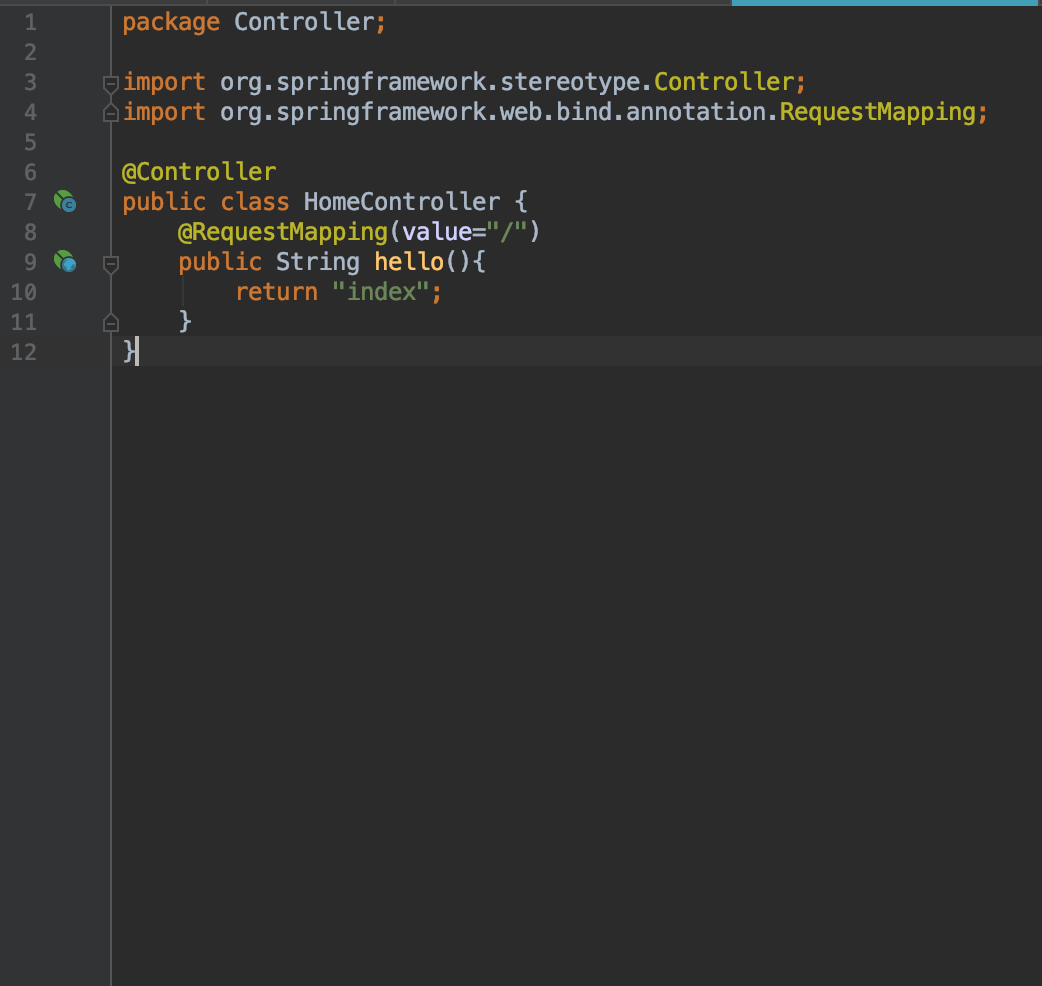 1 package Controller;
2
3 import org.springframework.stereotype.Controller;
4 import org.springframework.web.bind.annotation.RequestMapping;
5
6 @Controller
7 public class HomeController {
8     @RequestMapping(value="/")
9     public String hello(){
10         return "index";
11     }
12 }